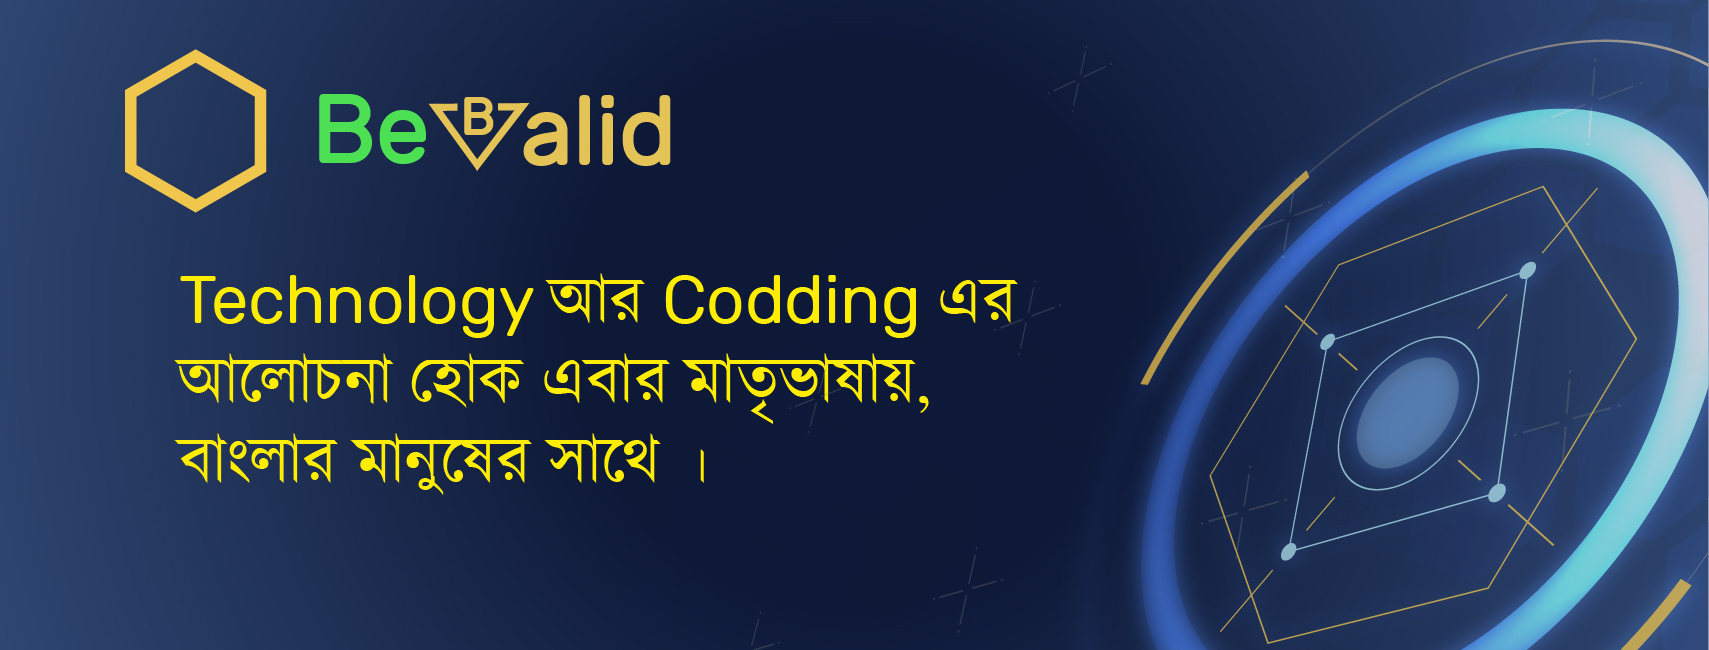 BeValid
B
Technology আর Codding এর
আলোচনা হোক এবার মাতৃভাষায়,
বাংলার মানুষের সাথে ।